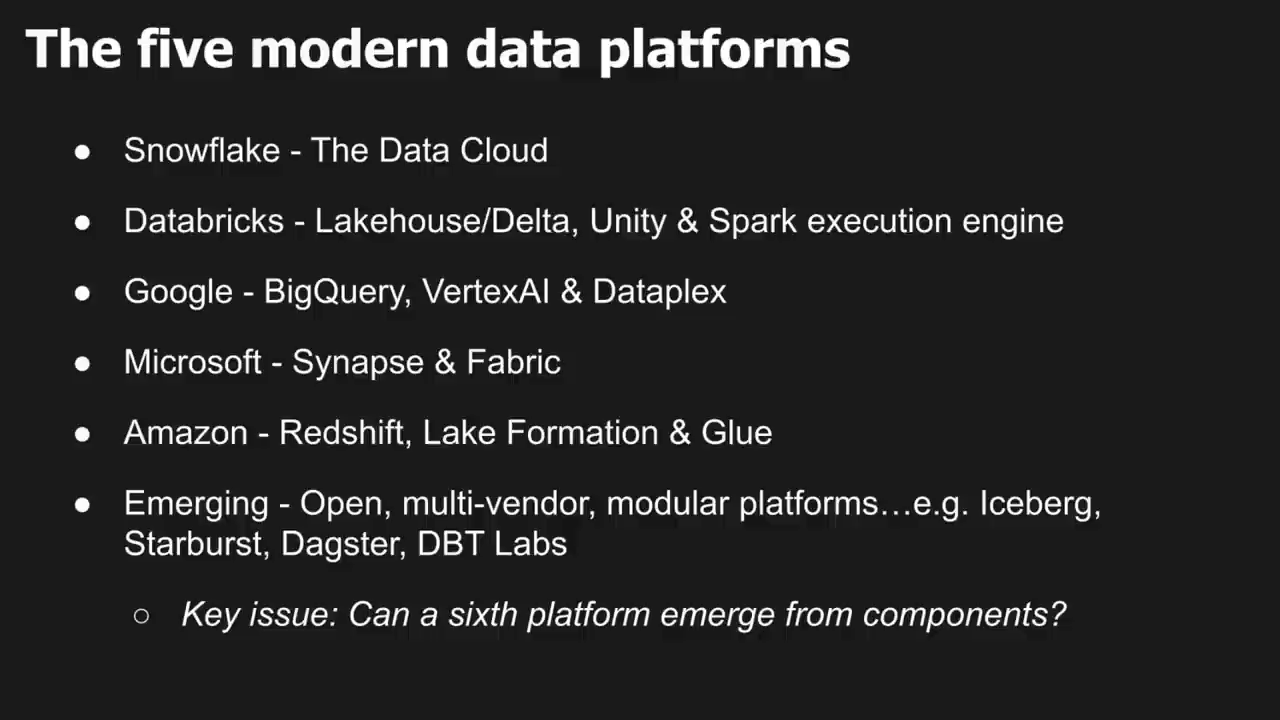 The five modern data platforms
● Snowflake - The Data Cloud
● Databricks - Lakehouse/Delta, Unity & Spark execution engine
● Google - BigQuery, VertexAI & Dataplex
● Microsoft - Synapse & Fabric
● Amazon - Redshift, Lake Formation & Glue
● Emerging - Open, multi-vendor, modular platforms…e.g. Iceberg,
Starburst, Dagster, DBT Labs
○ Key issue: Can a sixth platform emerge from components?